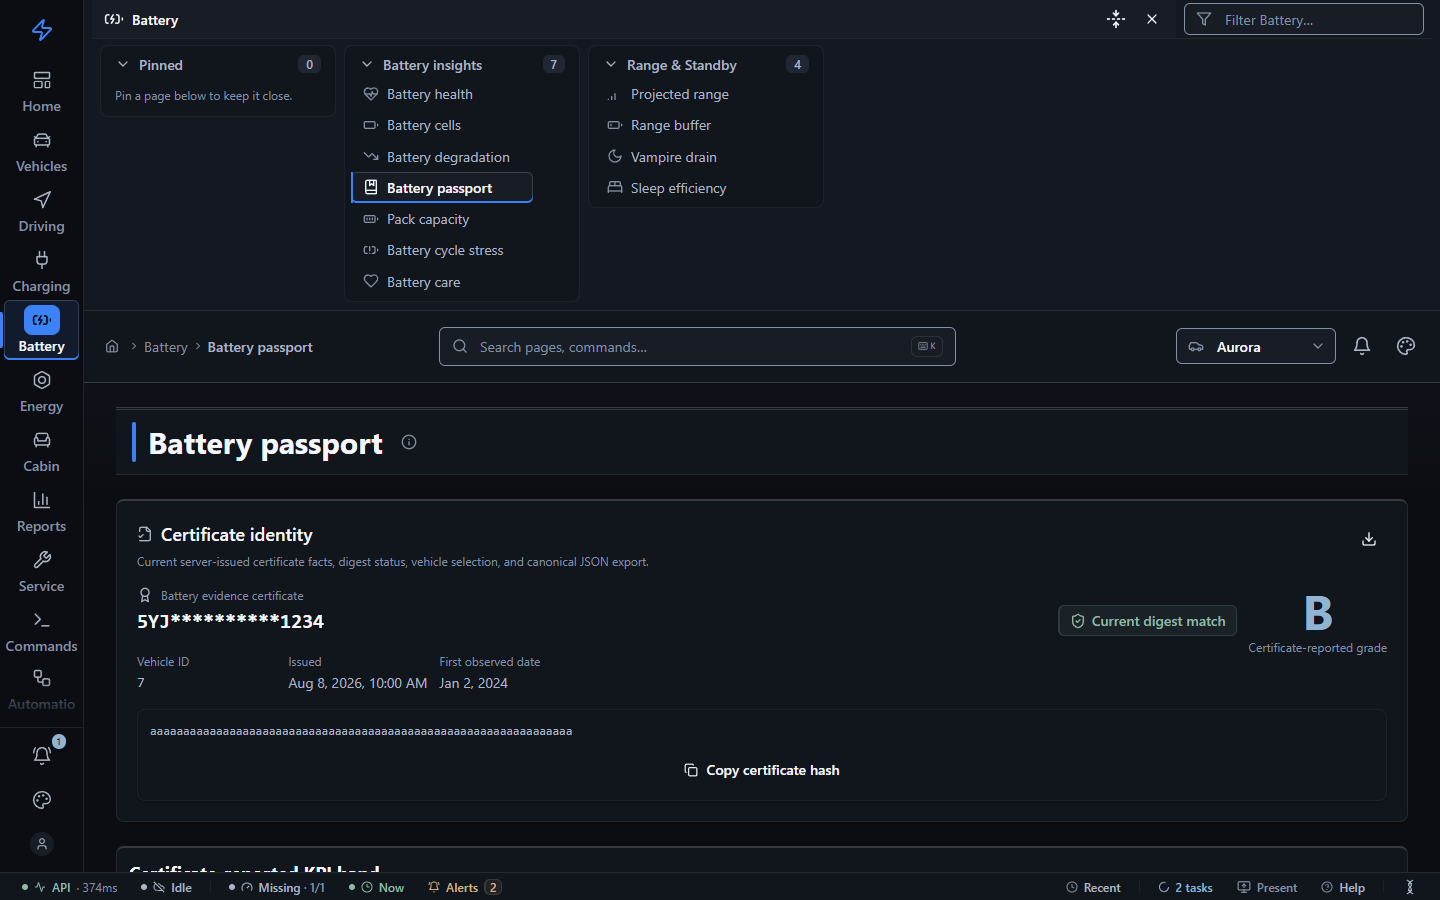 Battery
Filter Battery...
Pinned 0
Pin a page below to keep it close.
Battery insights 7
Battery health
Battery cells
Battery degradation
Battery passport
Pack capacity
Battery cycle stress
Battery care
Range & Standby 4
Projected range
Range buffer
Vampire drain
Sleep efficiency
Home
Vehicles
Driving
Charging
Battery
Energy
Cabin
Reports
Service
Commands
Automatio
1
Battery > Battery passport
Search pages, commands...
K
Aurora
Battery passport
Certificate identity
Current server-issued certificate facts, digest status, vehicle selection, and canonical JSON export.
Battery evidence certificate
5YJ**********1234
Current digest match
B
Certificate-reported grade
Vehicle ID
7
Issued
Aug 8, 2026, 10:00 AM
First observed date
Jan 2, 2024
aaaaaaaaaaaaaaaaaaaaaaaaaaaaaaaaaaaaaaaaaaaaaaaaaaaaaaaaaaaaaaaa
Copy certificate hash
Certificate-reported KPI band
API · 374ms
Idle
Missing · 1/1
Now
Alerts 2
Recent
2 tasks
Present
Help